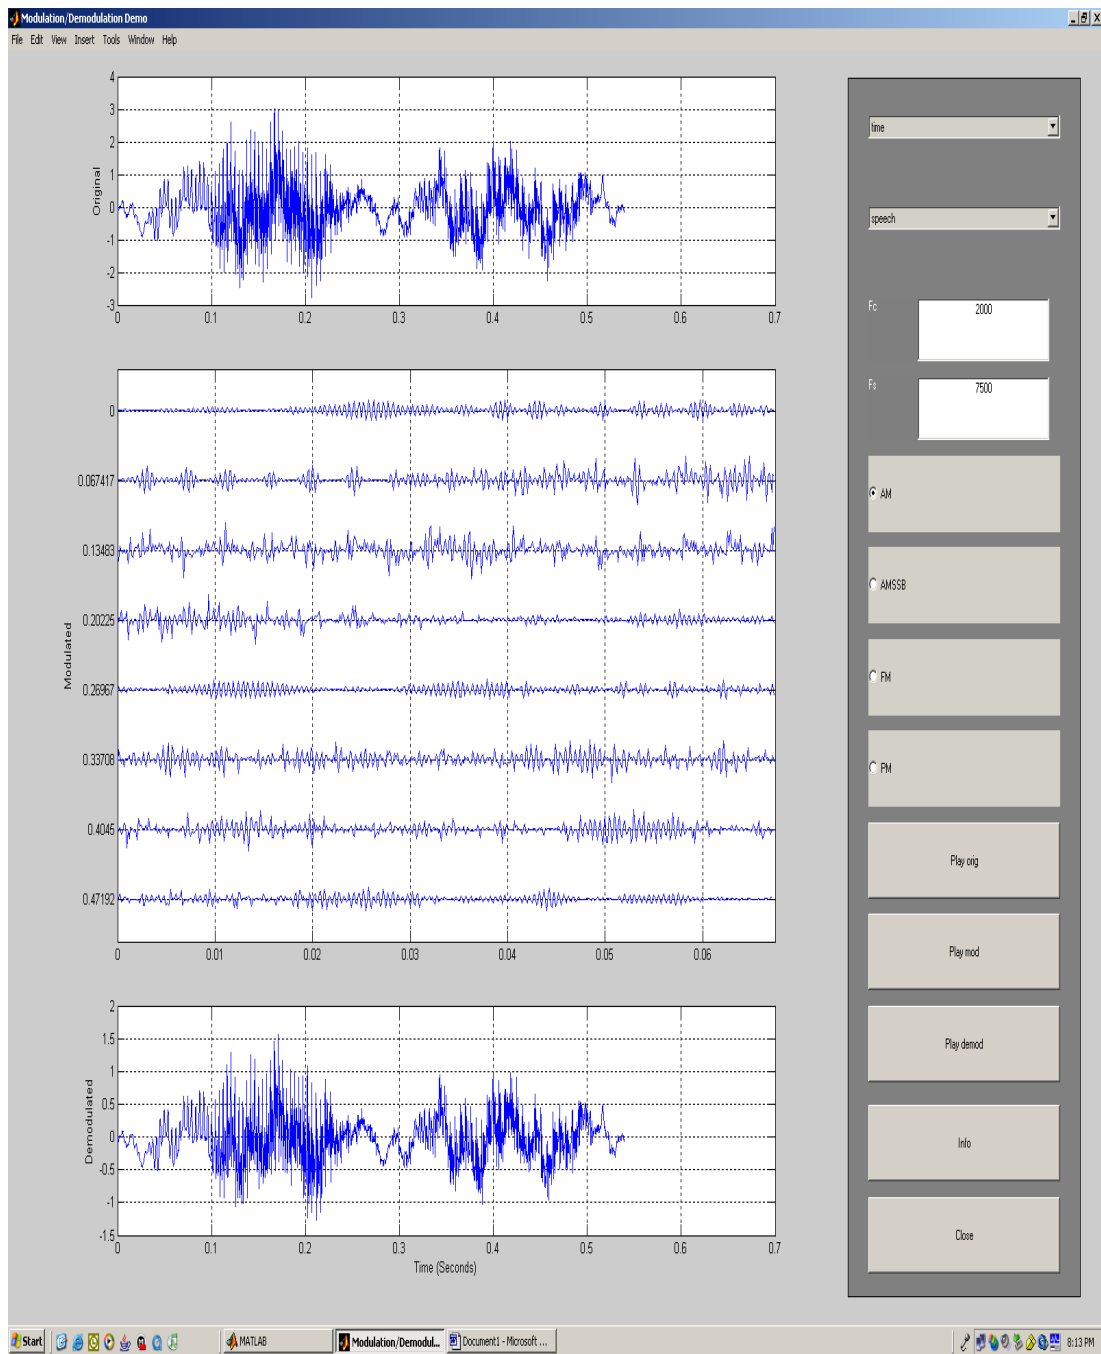 Modulation/Demodulation Demo
File Edit View Insert Tools Window Help
4
3
2
1
0
-1
-2
-3
Original
0 0.1 0.2 0.3 0.4 0.5 0.6 0.7
0
0.067417
0.13483
0.20225
0.26967
0.33708
0.4045
0.47192
Modulated
0 0.01 0.02 0.03 0.04 0.05 0.06
2
1.5
1
0.5
0
-0.5
-1
-1.5
Demodulated
0 0.1 0.2 0.3 0.4 0.5 0.6 0.7
Time (Seconds)
time
speech
Fc 2000
Fs 7500
AM
AMSSB
FM
PM
Play orig
Play mod
Play demod
Info
Close
Start
MATLAB
Modulation/Demodul...
Document1 - Microsoft ...
8:13 PM